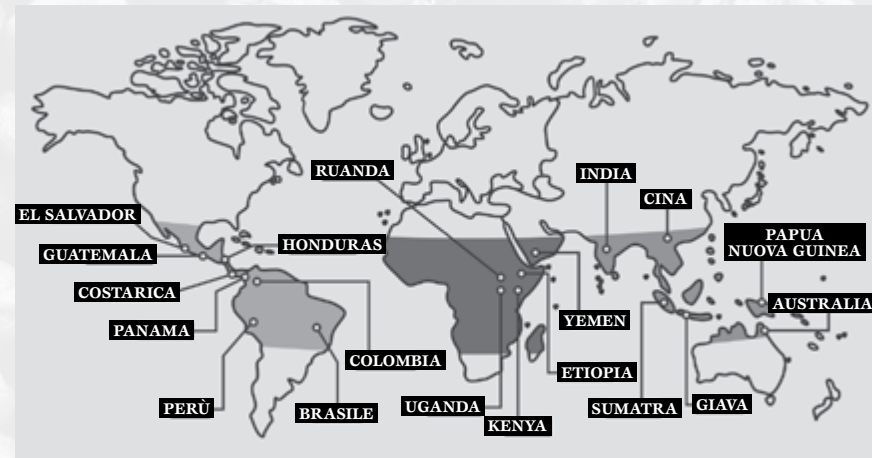 RUANDA
INDIA
CINA
EL SALVADOR
HONDURAS
PAPUA
NUOVA GUINEA
GUATEMALA
COSTARICA
AUSTRALIA
PANAMA
YEMEN
COLOMBIA
ETIOPIA
PERÙ
BRASILE
UGANDA
SUMATRA
GIAVA
KENYA